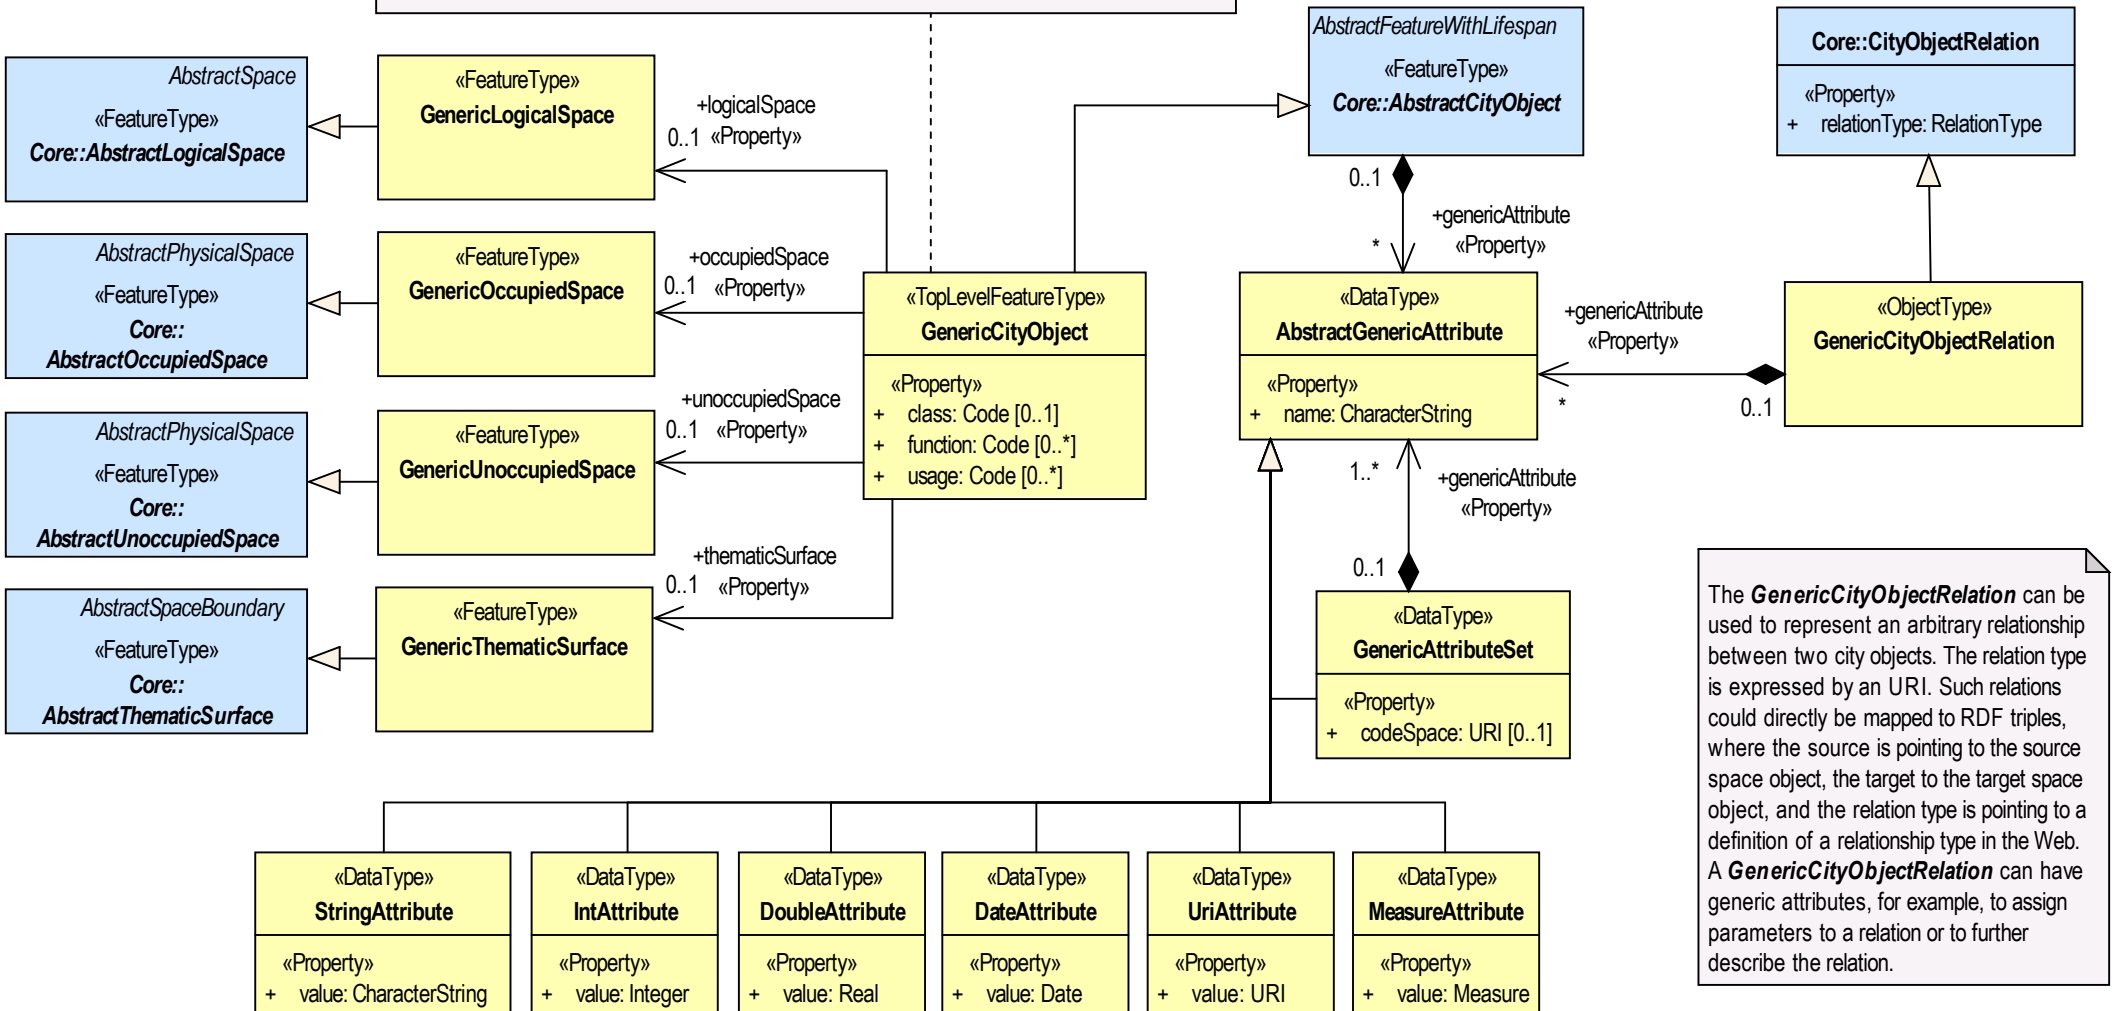 AbstractSpace
«FeatureType»
Core::AbstractLogicalSpace
«FeatureType»
GenericLogicalSpace
+logicalSpace
0..1 «Property»
AbstractFeatureWithLifespan
«FeatureType»
Core::AbstractCityObject
Core::CityObjectRelation
«Property»
+ relationType: RelationType
AbstractPhysicalSpace
«FeatureType»
Core::
AbstractOccupiedSpace
«FeatureType»
GenericOccupiedSpace
+occupiedSpace
0..1 «Property»
«TopLevelFeatureType»
GenericCityObject
«Property»
+ class: Code [0..1]
+ function: Code [0..*]
+ usage: Code [0..*]
0..1
+genericAttribute
* «Property»
«DataType»
AbstractGenericAttribute
«Property»
+ name: CharacterString
+genericAttribute
«Property»
*
0..1
«ObjectType»
GenericCityObjectRelation
AbstractPhysicalSpace
«FeatureType»
Core::
AbstractUnoccupiedSpace
«FeatureType»
GenericUnoccupiedSpace
+unoccupiedSpace
0..1 «Property»
1..*
+genericAttribute
«Property»
0..1
«DataType»
GenericAttributeSet
«Property»
+ codeSpace: URI [0..1]
AbstractSpaceBoundary
«FeatureType»
Core::
AbstractThematicSurface
«FeatureType»
GenericThematicSurface
+thematicSurface
0..1 «Property»
The GenericCityObjectRelation can be
used to represent an arbitrary relationship
between two city objects. The relation type
is expressed by an URI. Such relations
could directly be mapped to RDF triples,
where the source is pointing to the source
space object, the target to the target space
object, and the relation type is pointing to a
definition of a relationship type in the Web.
A GenericCityObjectRelation can have
generic attributes, for example, to assign
parameters to a relation or to further
describe the relation.
«DataType»
StringAttribute
«Property»
+ value: CharacterString
«DataType»
IntAttribute
«Property»
+ value: Integer
«DataType»
DoubleAttribute
«Property»
+ value: Real
«DataType»
DateAttribute
«Property»
+ value: Date
«DataType»
UriAttribute
«Property»
+ value: URI
«DataType»
MeasureAttribute
«Property»
+ value: Measure